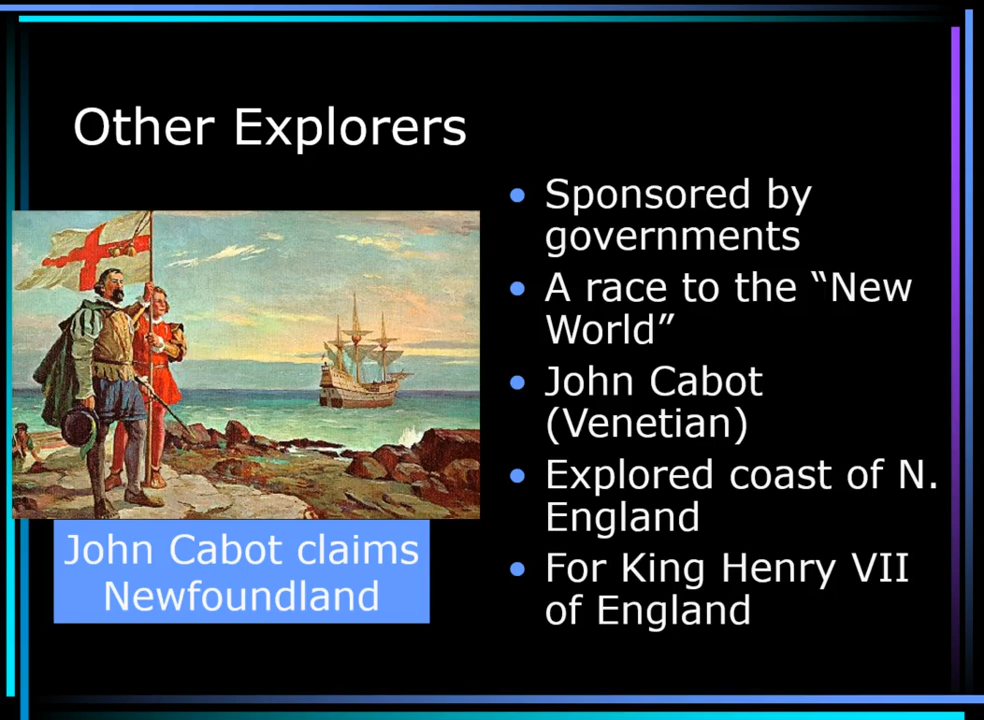 Other Explorers
• Sponsored by
governments
• A race to the “New
World”
• John Cabot
(Venetian)
• Explored coast of N.
England
• For King Henry VII
of England
John Cabot claims
Newfoundland